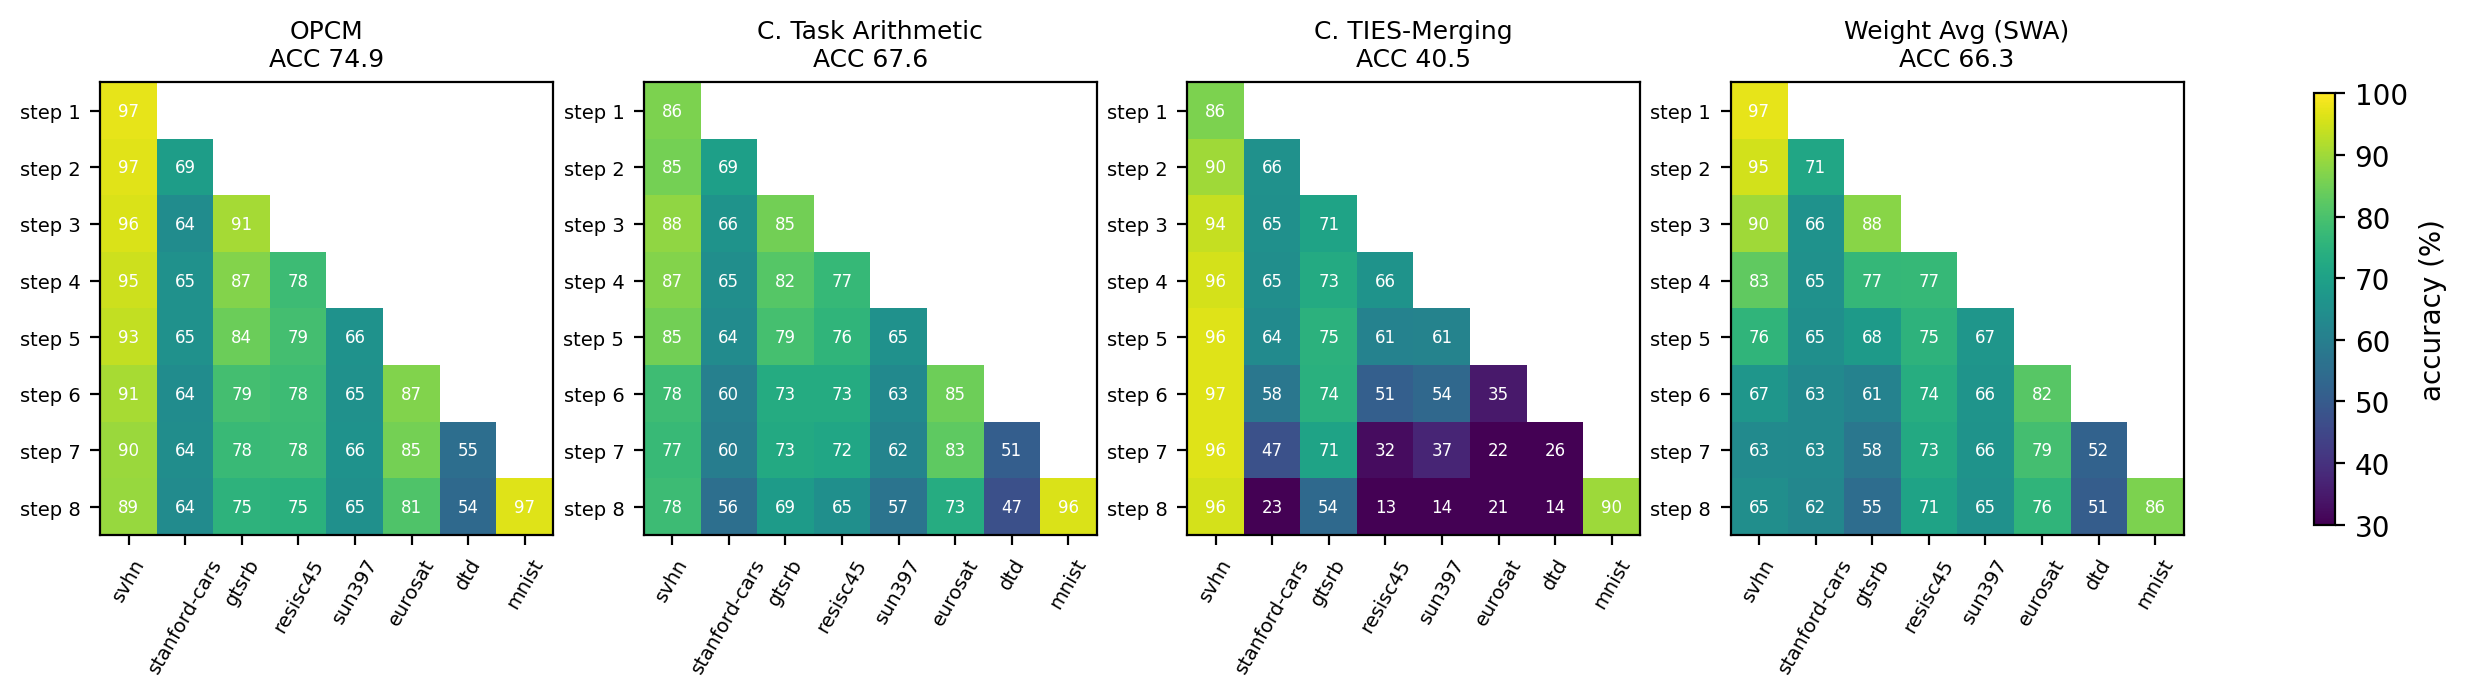 OPCM
ACC 74.9
step 1 97
step 2 97 69
step 3 96 64 91
step 4 95 65 87 78
step 5 93 65 84 79 66
step 6 91 64 79 78 65 87
step 7 90 64 78 78 66 85 55
step 8 89 64 75 75 65 81 54 97
svhn stanford-cars gtsrb resisc45 sun397 eurosat dtd mnist
C. Task Arithmetic
ACC 67.6
step 1 86
step 2 85 69
step 3 88 66 85
step 4 87 65 82 77
step 5 85 64 79 76 65
step 6 78 60 73 73 63 85
step 7 77 60 73 72 62 83 51
step 8 78 56 69 65 57 73 47 96
svhn stanford-cars gtsrb resisc45 sun397 eurosat dtd mnist
C. TIES-Merging
ACC 40.5
step 1 86
step 2 90 66
step 3 94 65 71
step 4 96 65 73 66
step 5 96 64 75 61 61
step 6 97 58 74 51 54 35
step 7 96 47 71 32 37 22 26
step 8 96 23 54 13 14 21 14 90
svhn stanford-cars gtsrb resisc45 sun397 eurosat dtd mnist
Weight Avg (SWA)
ACC 66.3
step 1 97
step 2 95 71
step 3 90 66 88
step 4 83 65 77 77
step 5 76 65 68 75 67
step 6 67 63 61 74 66 82
step 7 63 63 58 73 66 79 52
step 8 65 62 55 71 65 76 51 86
svhn stanford-cars gtsrb resisc45 sun397 eurosat dtd mnist
100
90
80
70
60
50
40
30
accuracy (%)